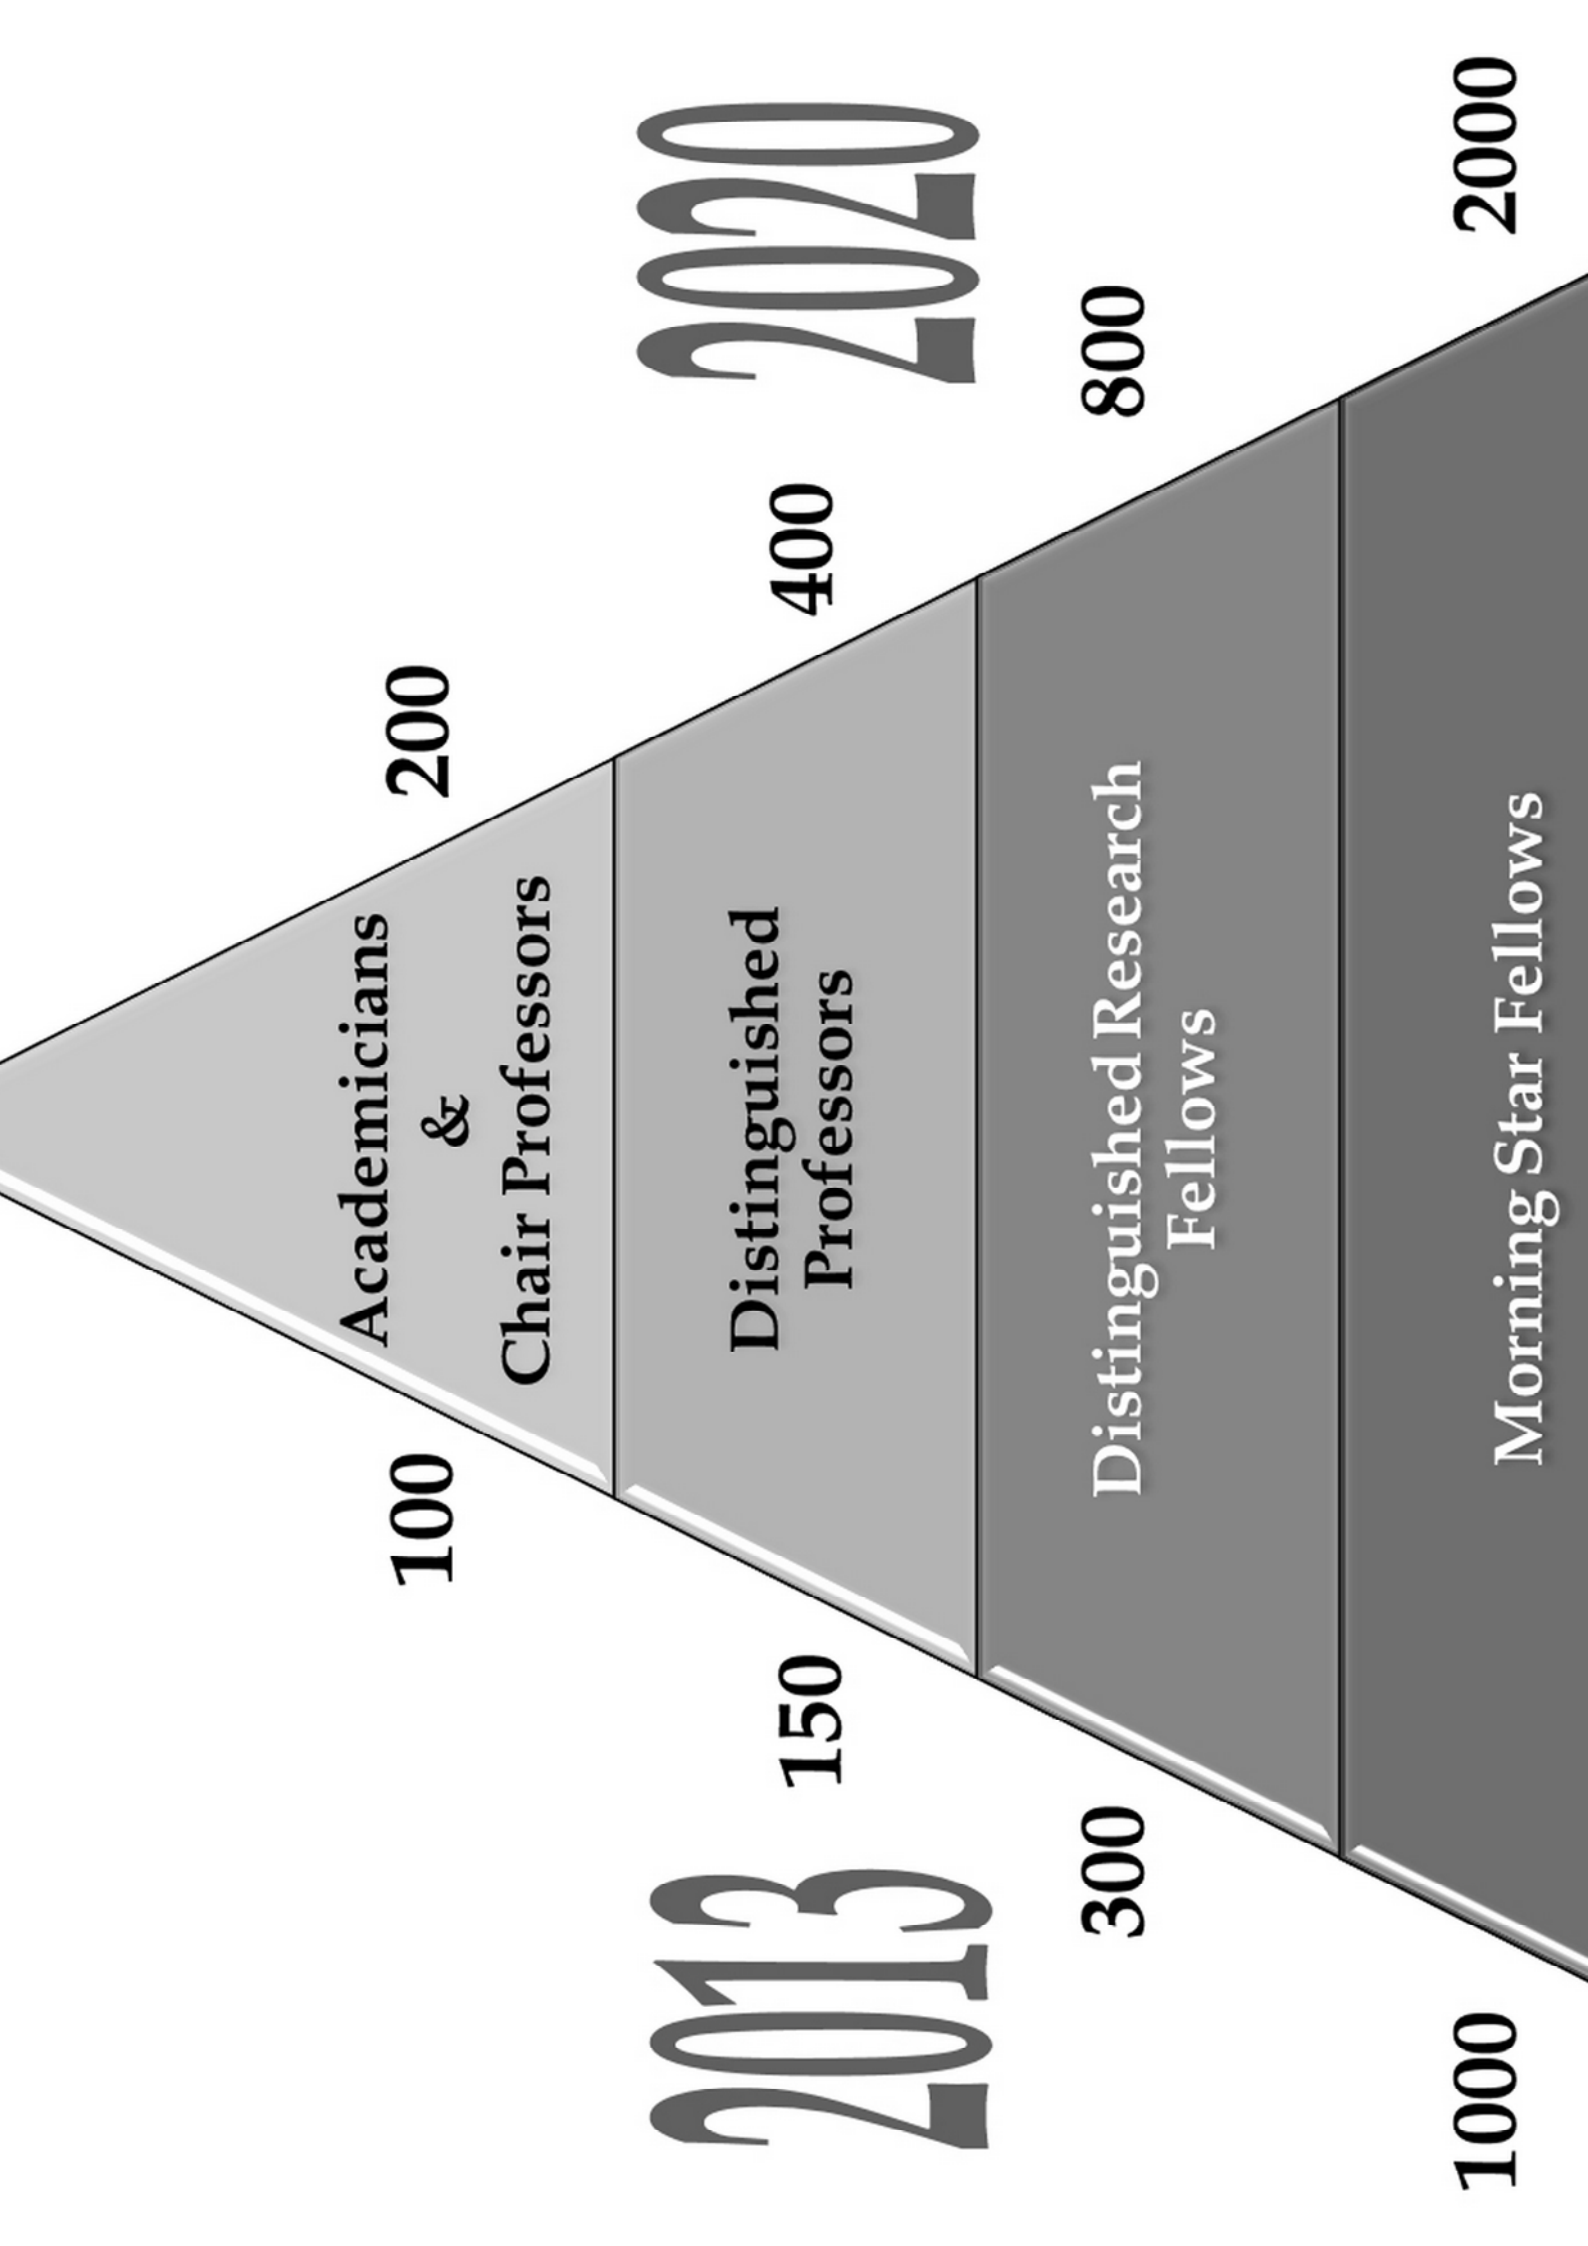 2013
2020
100
Academicians
&
Chair Professors
200
150
Distinguished
Professors
400
300
Distinguished Research
Fellows
800
1000
Morning Star Fellows
2000